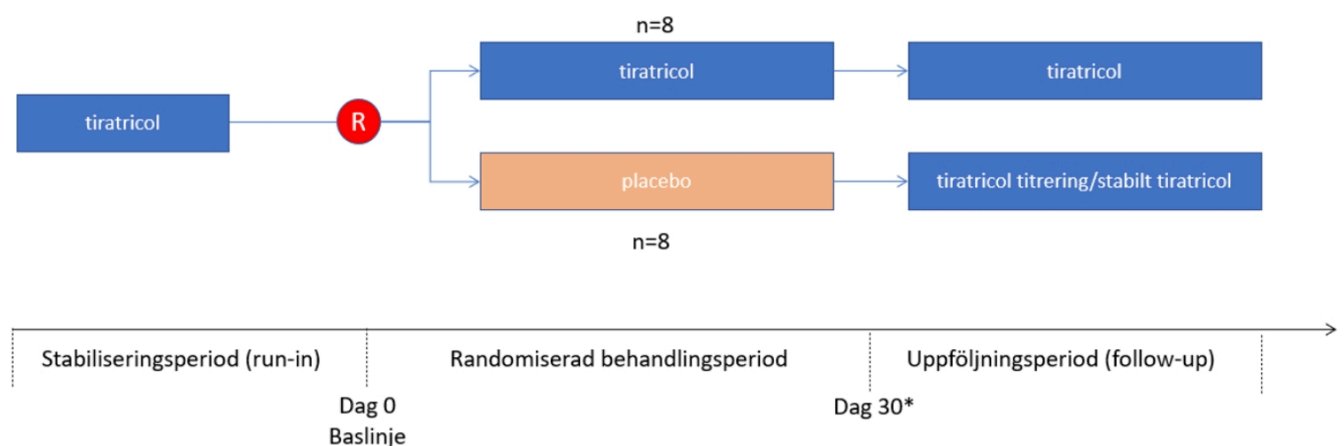 n=8
tiratricol
tiratricol
tiratricol
R
placebo
tiratricol titrering/stabilt tiratricol
n=8
Stabiliseringsperiod (run-in)
Randomiserad behandlingsperiod
Uppföljningsperiod (follow-up)
Dag 0
Baslinje
Dag 30*